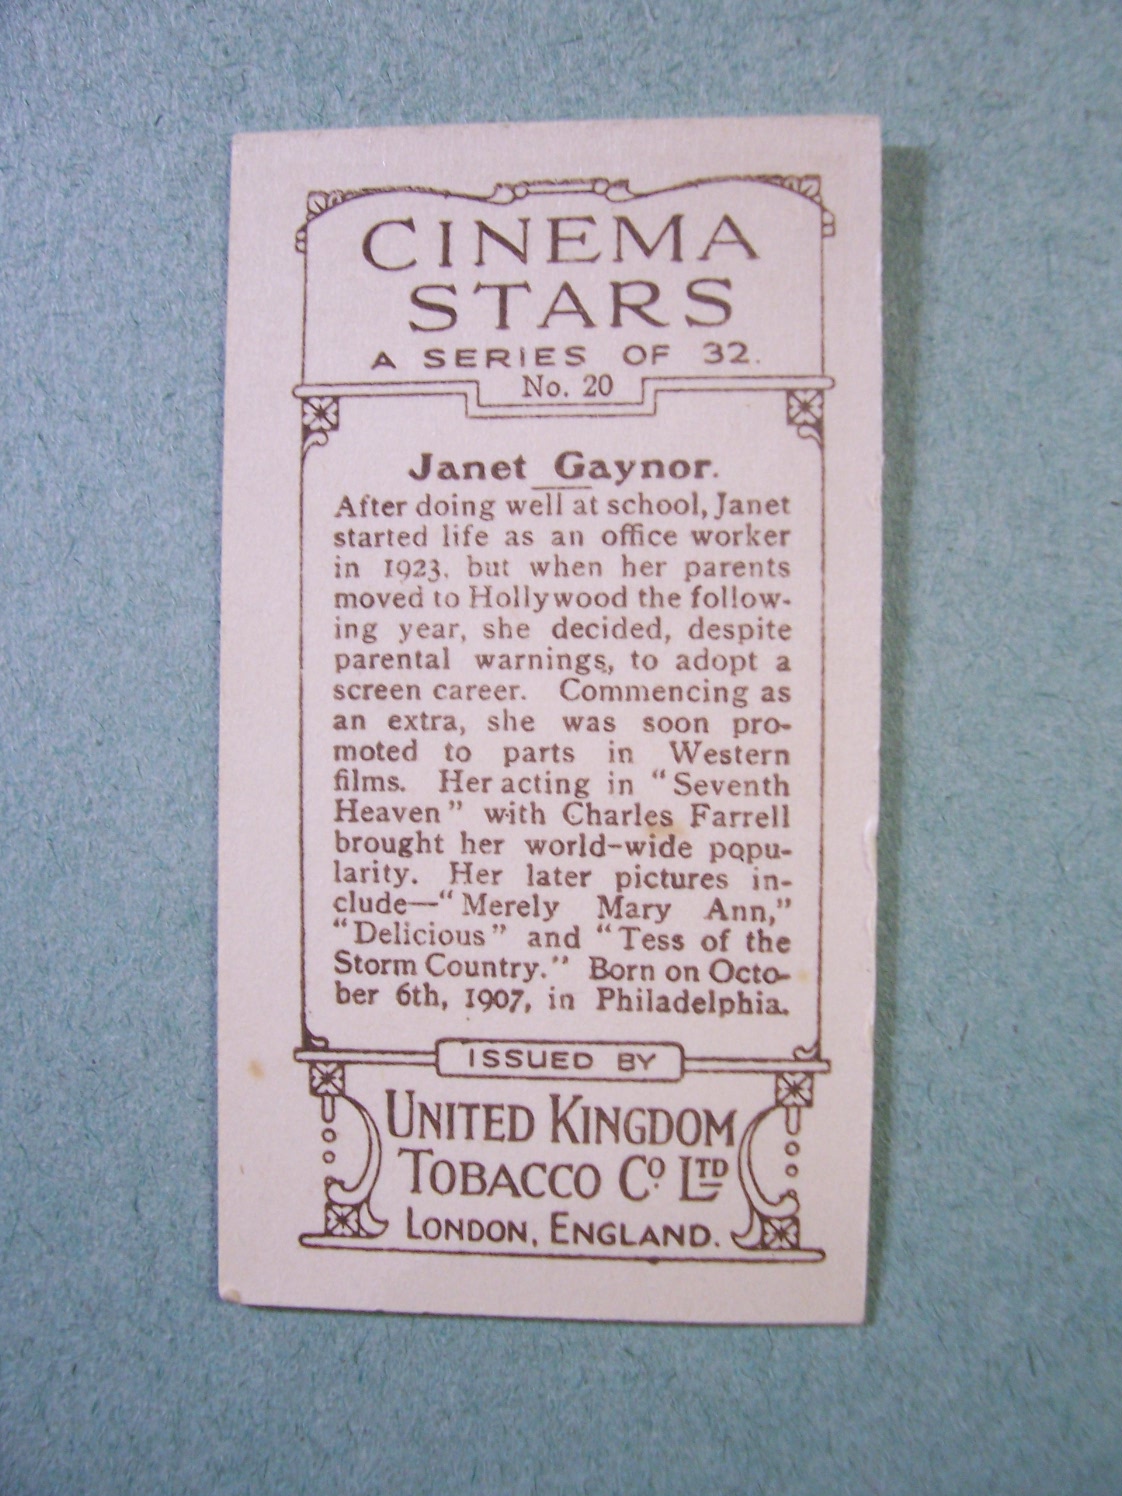 CINEMA
STARS
A SERIES OF 32.
No. 20
Janet Gaynor.
After doing well at school, Janet
started life as an office worker
in 1923, but when her parents
moved to Hollywood the follow-
ing year, she decided, despite
parental warnings, to adopt a
screen career. Commencing as
an extra, she was soon pro-
moted to parts in Western
films. Her acting in "Seventh
Heaven" with Charles Farrell
brought her world-wide popu-
larity. Her later pictures in-
clude—"Merely Mary Ann,"
"Delicious" and "Tess of the
Storm Country." Born on Octo-
ber 6th, 1907, in Philadelphia.
ISSUED BY
UNITED KINGDOM
TOBACCO CO. LTD
LONDON, ENGLAND.